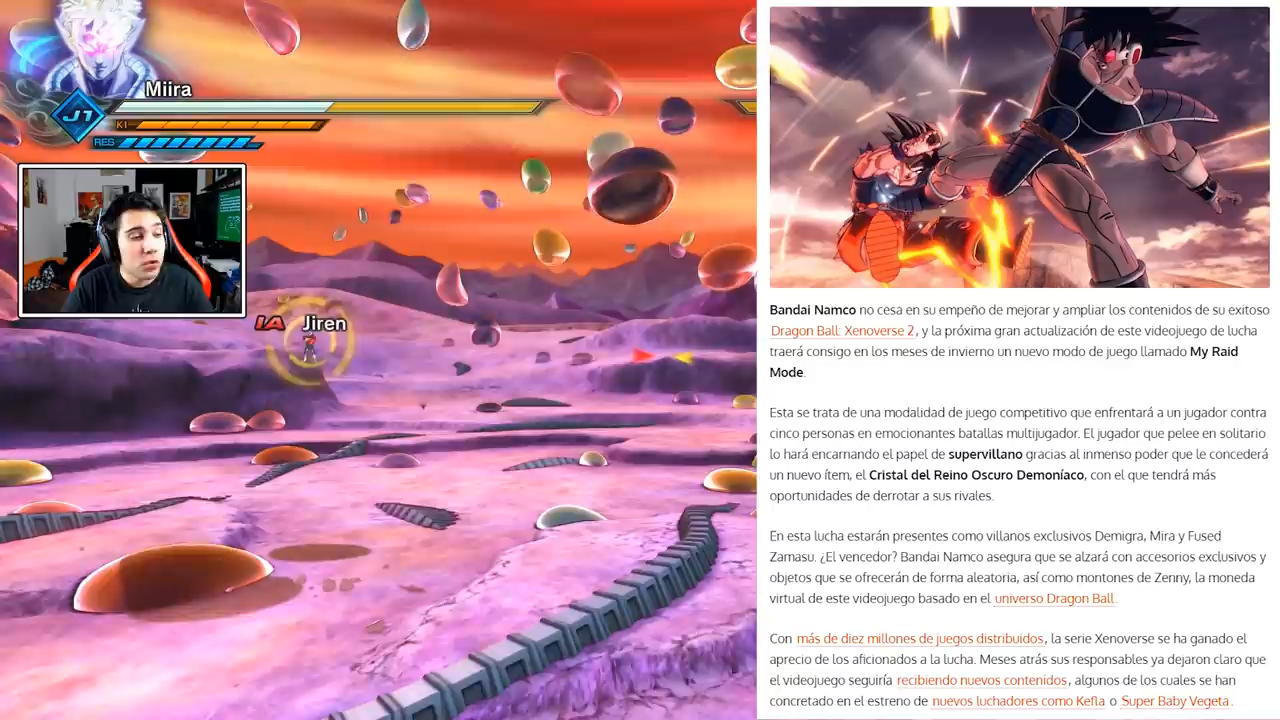 Miira
J1
K1
RES
IA Jiren
Bandai Namco no cesa en su empeño de mejorar y ampliar los contenidos de su exitoso
Dragon Ball: Xenoverse 2, y la próxima gran actualización de este videojuego de lucha
traerá consigo en los meses de invierno un nuevo modo de juego llamado My Raid
Mode.
Esta se trata de una modalidad de juego competitivo que enfrentará a un jugador contra
cinco personas en emocionantes batallas multijugador. El jugador que pelee en solitario
lo hará encarnando el papel de supervillano gracias al inmenso poder que le concederá
un nuevo ítem, el Cristal del Reino Oscuro Demoníaco, con el que tendrá más
oportunidades de derrotar a sus rivales.
En esta lucha estarán presentes como villanos exclusivos Demigra, Mira y Fused
Zamasu. ¿El vencedor? Bandai Namco asegura que se alzará con accesorios exclusivos y
objetos que se ofrecerán de forma aleatoria, así como montones de Zenny, la moneda
virtual de este videojuego basado en el universo Dragon Ball.
Con más de diez millones de juegos distribuidos, la serie Xenoverse se ha ganado el
aprecio de los aficionados a la lucha. Meses atrás sus responsables ya dejaron claro que
el videojuego seguiría recibiendo nuevos contenidos, algunos de los cuales se han
concretado en el estreno de nuevos luchadores como Kefla o Super Baby Vegeta.